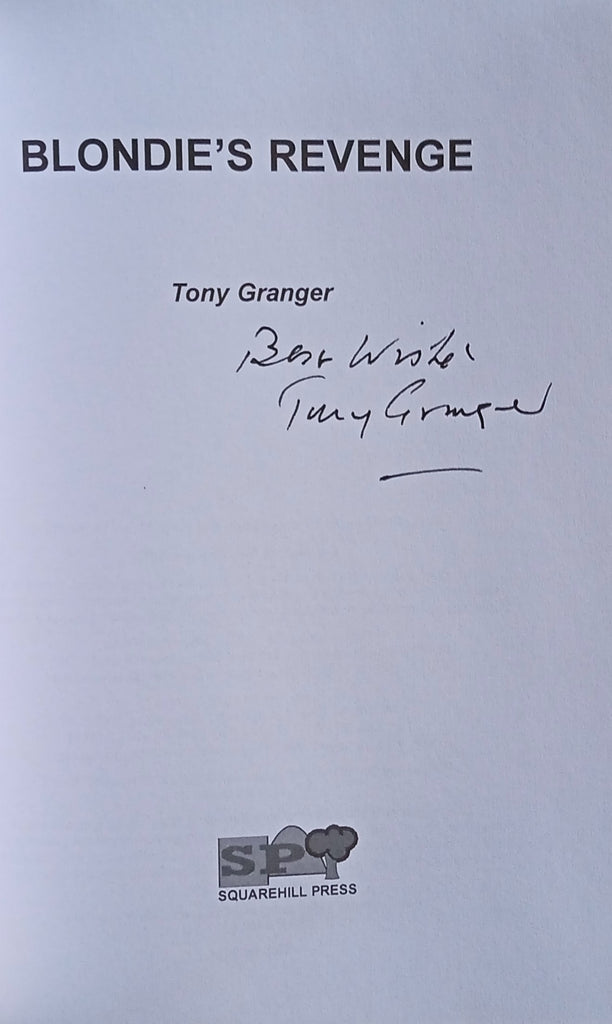 BLONDIE'S REVENGE
Tony Granger
Best Wishes
Tony Granger
SP
SQUAREHILL PRESS